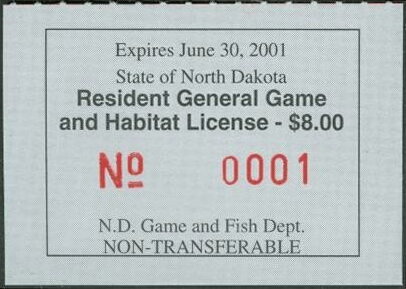 Expires June 30, 2001
State of North Dakota
Resident General Game
and Habitat License - $8.00
Nº 0001
N.D. Game and Fish Dept.
NON-TRANSFERABLE